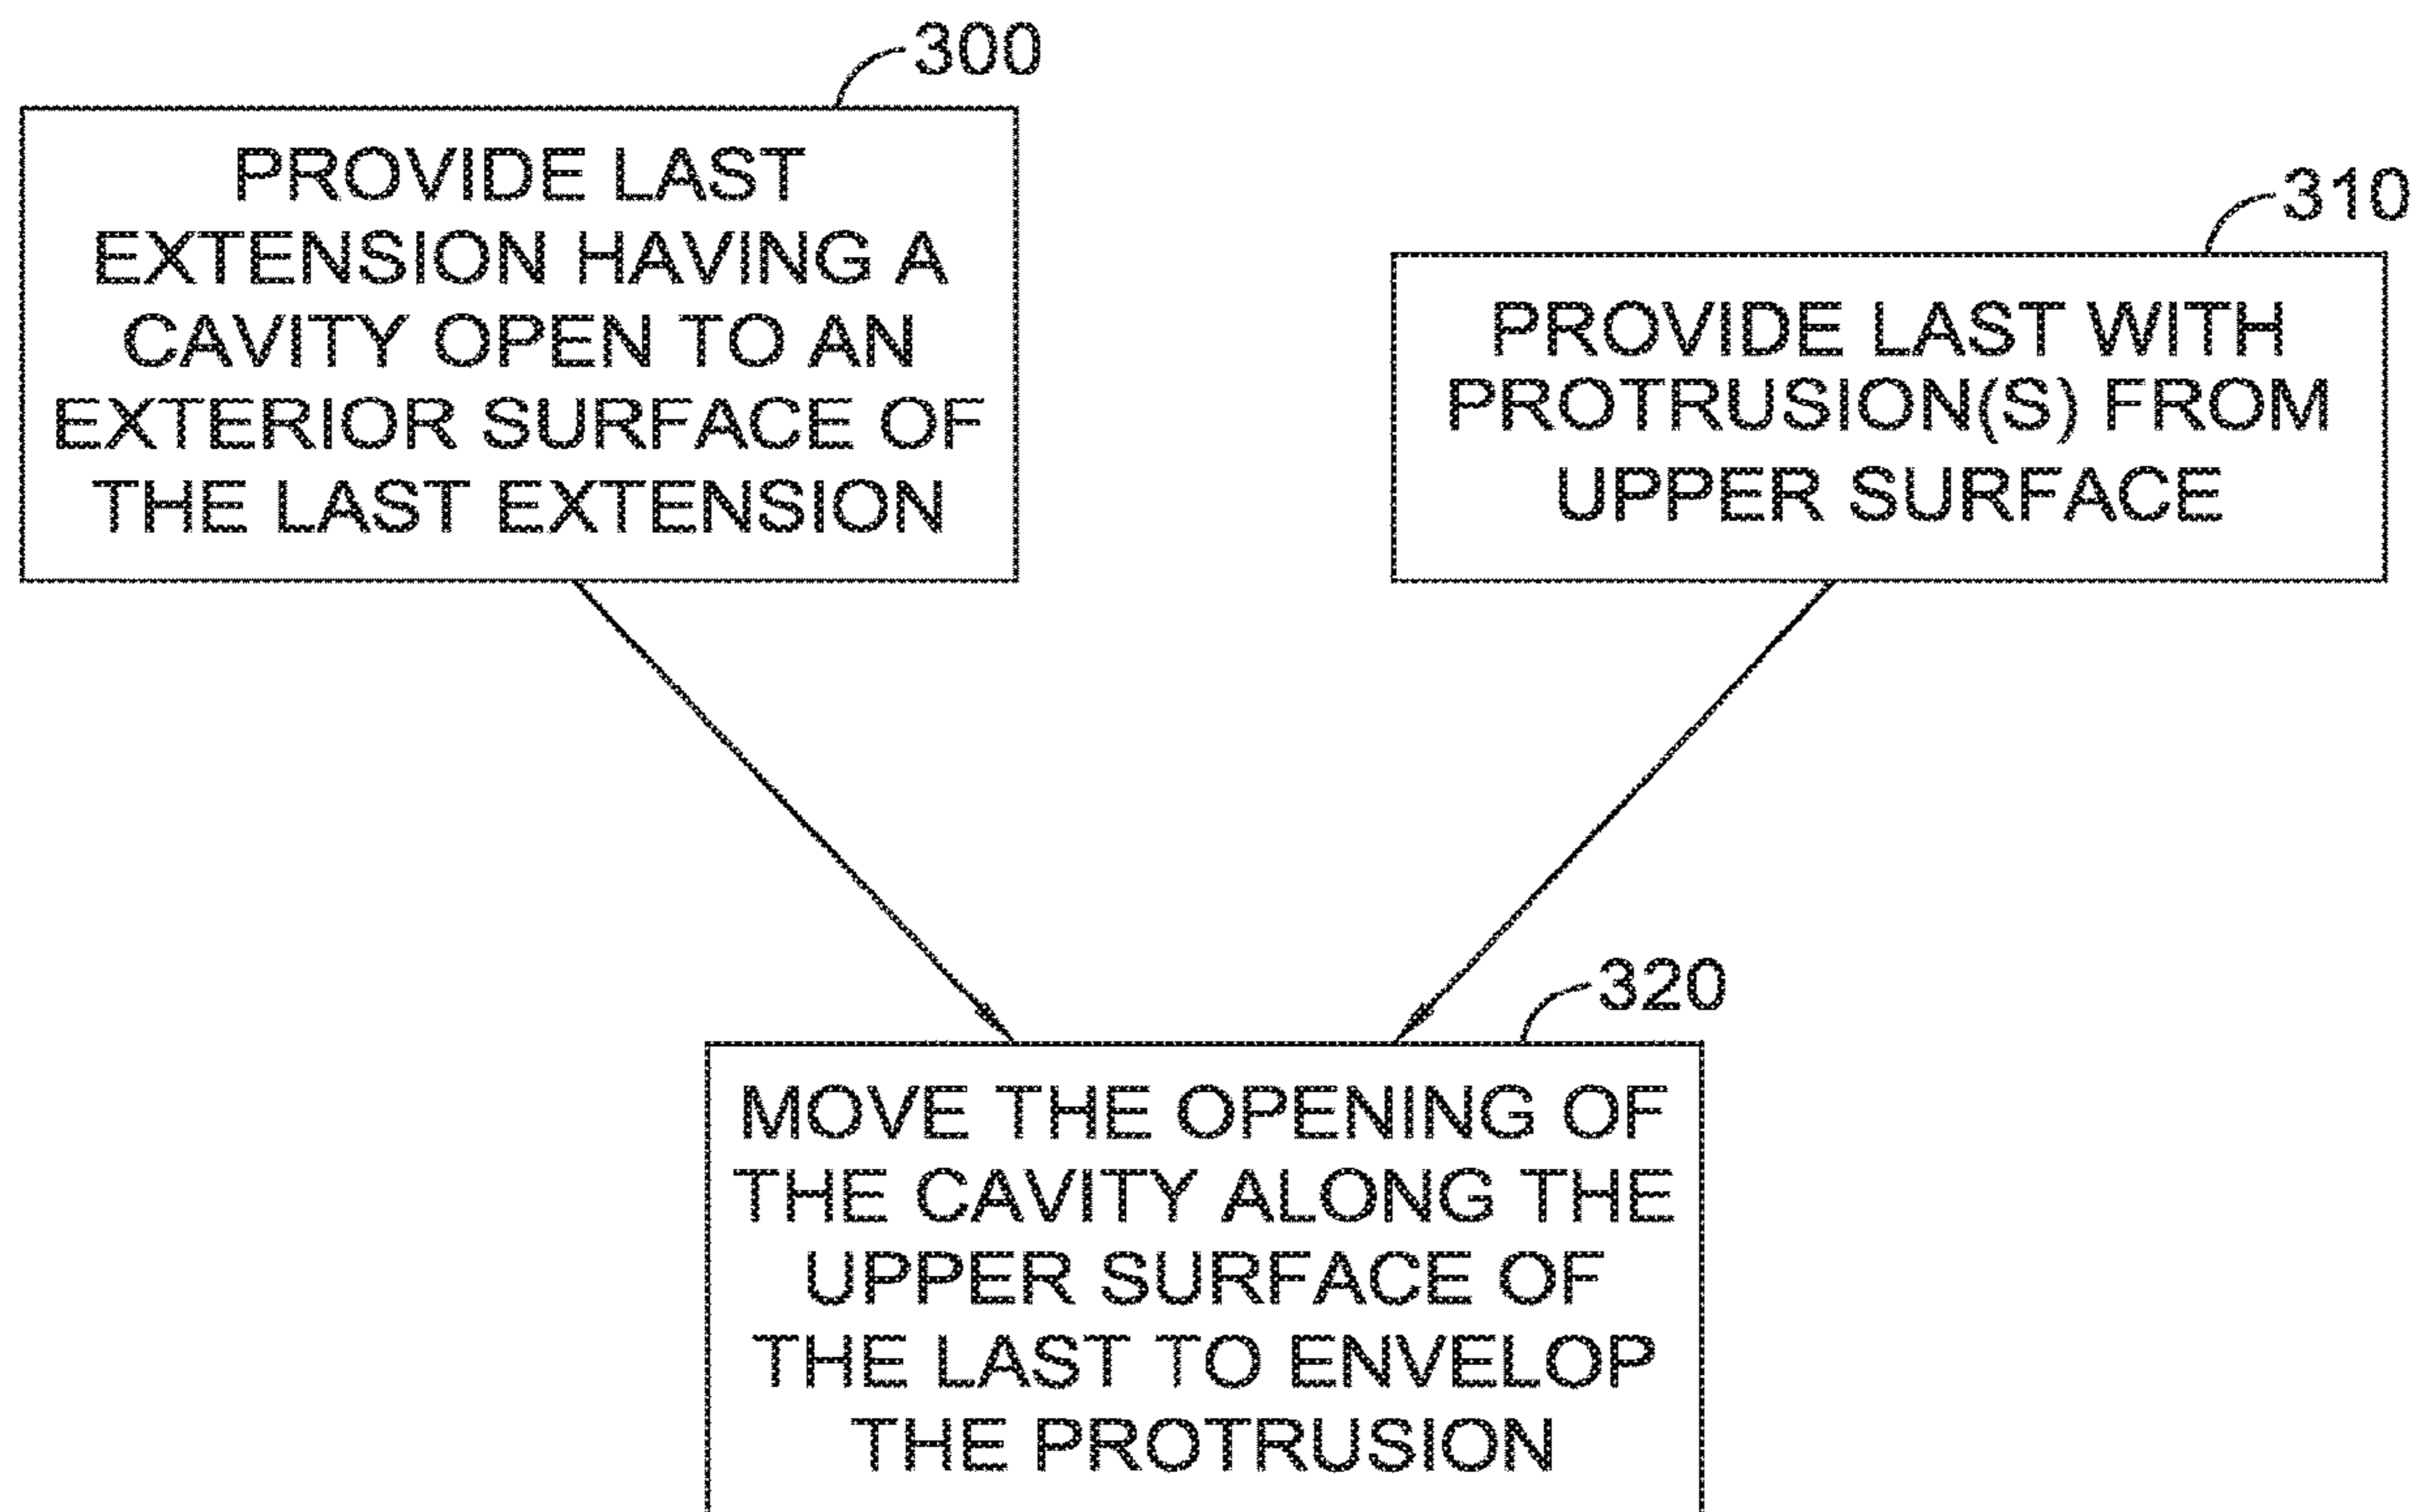 300
PROVIDE LAST
EXTENSION HAVING A
CAVITY OPEN TO AN
EXTERIOR SURFACE OF
THE LAST EXTENSION
310
PROVIDE LAST WITH
PROTRUSION(S) FROM
UPPER SURFACE
320
MOVE THE OPENING OF
THE CAVITY ALONG THE
UPPER SURFACE OF
THE LAST TO ENVELOP
THE PROTRUSION